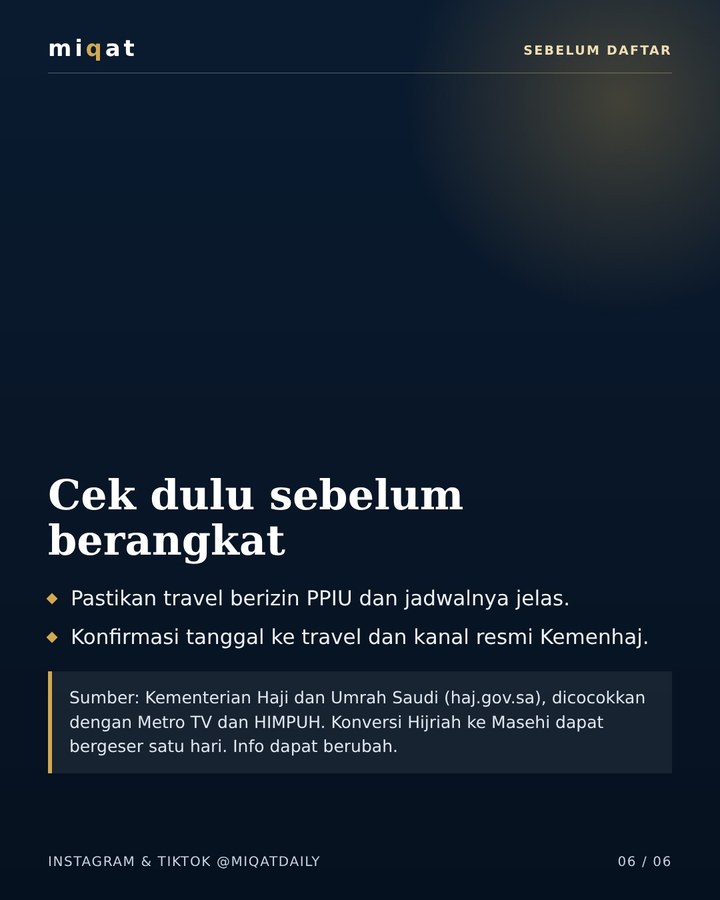 miqat
SEBELUM DAFTAR
Cek dulu sebelum
berangkat
Pastikan travel berizin PPIU dan jadwalnya jelas.
Konfirmasi tanggal ke travel dan kanal resmi Kemenhaj.
Sumber: Kementerian Haji dan Umrah Saudi (haj.gov.sa), dicocokkan
dengan Metro TV dan HIMPUH. Konversi Hijriah ke Masehi dapat
bergeser satu hari. Info dapat berubah.
INSTAGRAM & TIKTOK @MIQATDAILY
06 / 06